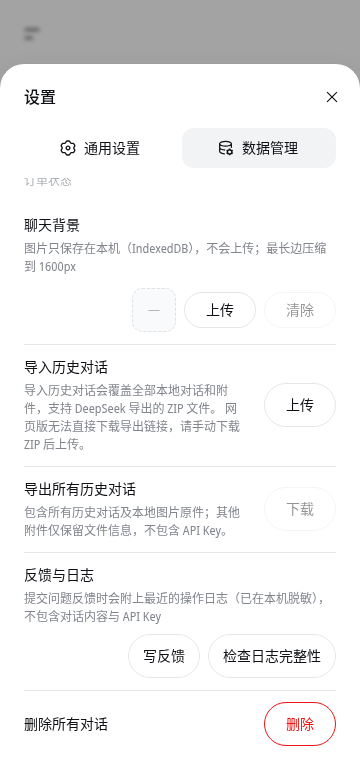 设置
通用设置
数据管理
订单状态
聊天背景
图片只保存在本机（IndexedDB），不会上传；最长边压缩
到 1600px
—
上传
清除
导入历史对话
导入历史对话会覆盖全部本地对话和附
件，支持 DeepSeek 导出的 ZIP 文件。 网
页版无法直接下载导出链接，请手动下载
ZIP 后上传。
上传
导出所有历史对话
包含所有历史对话及本地图片原件；其他
附件仅保留文件信息，不包含 API Key。
下载
反馈与日志
提交问题反馈时会附上最近的操作日志（已在本机脱敏），
不包含对话内容与 API Key
写反馈
检查日志完整性
删除所有对话
删除